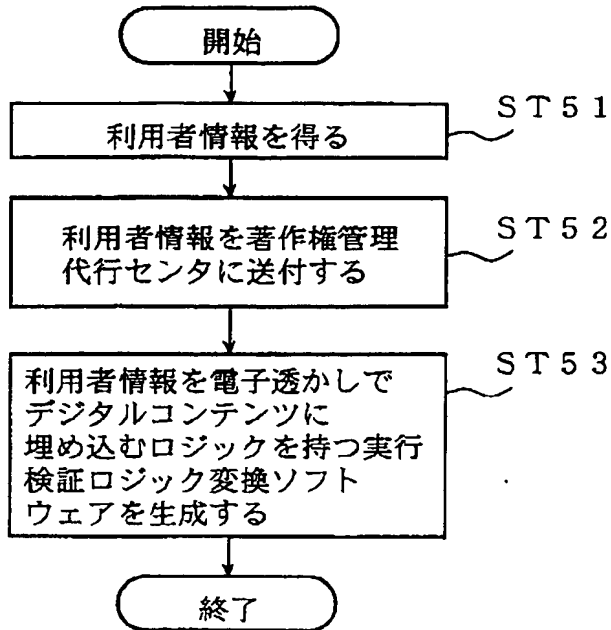 開始
利用者情報を得る
ST51
利用者情報を著作権管理
代行センタに送付する
ST52
利用者情報を電子透かしで
デジタルコンテンツに
埋め込むロジックを持つ実行
検証ロジック変換ソフト
ウェアを生成する
ST53
終了